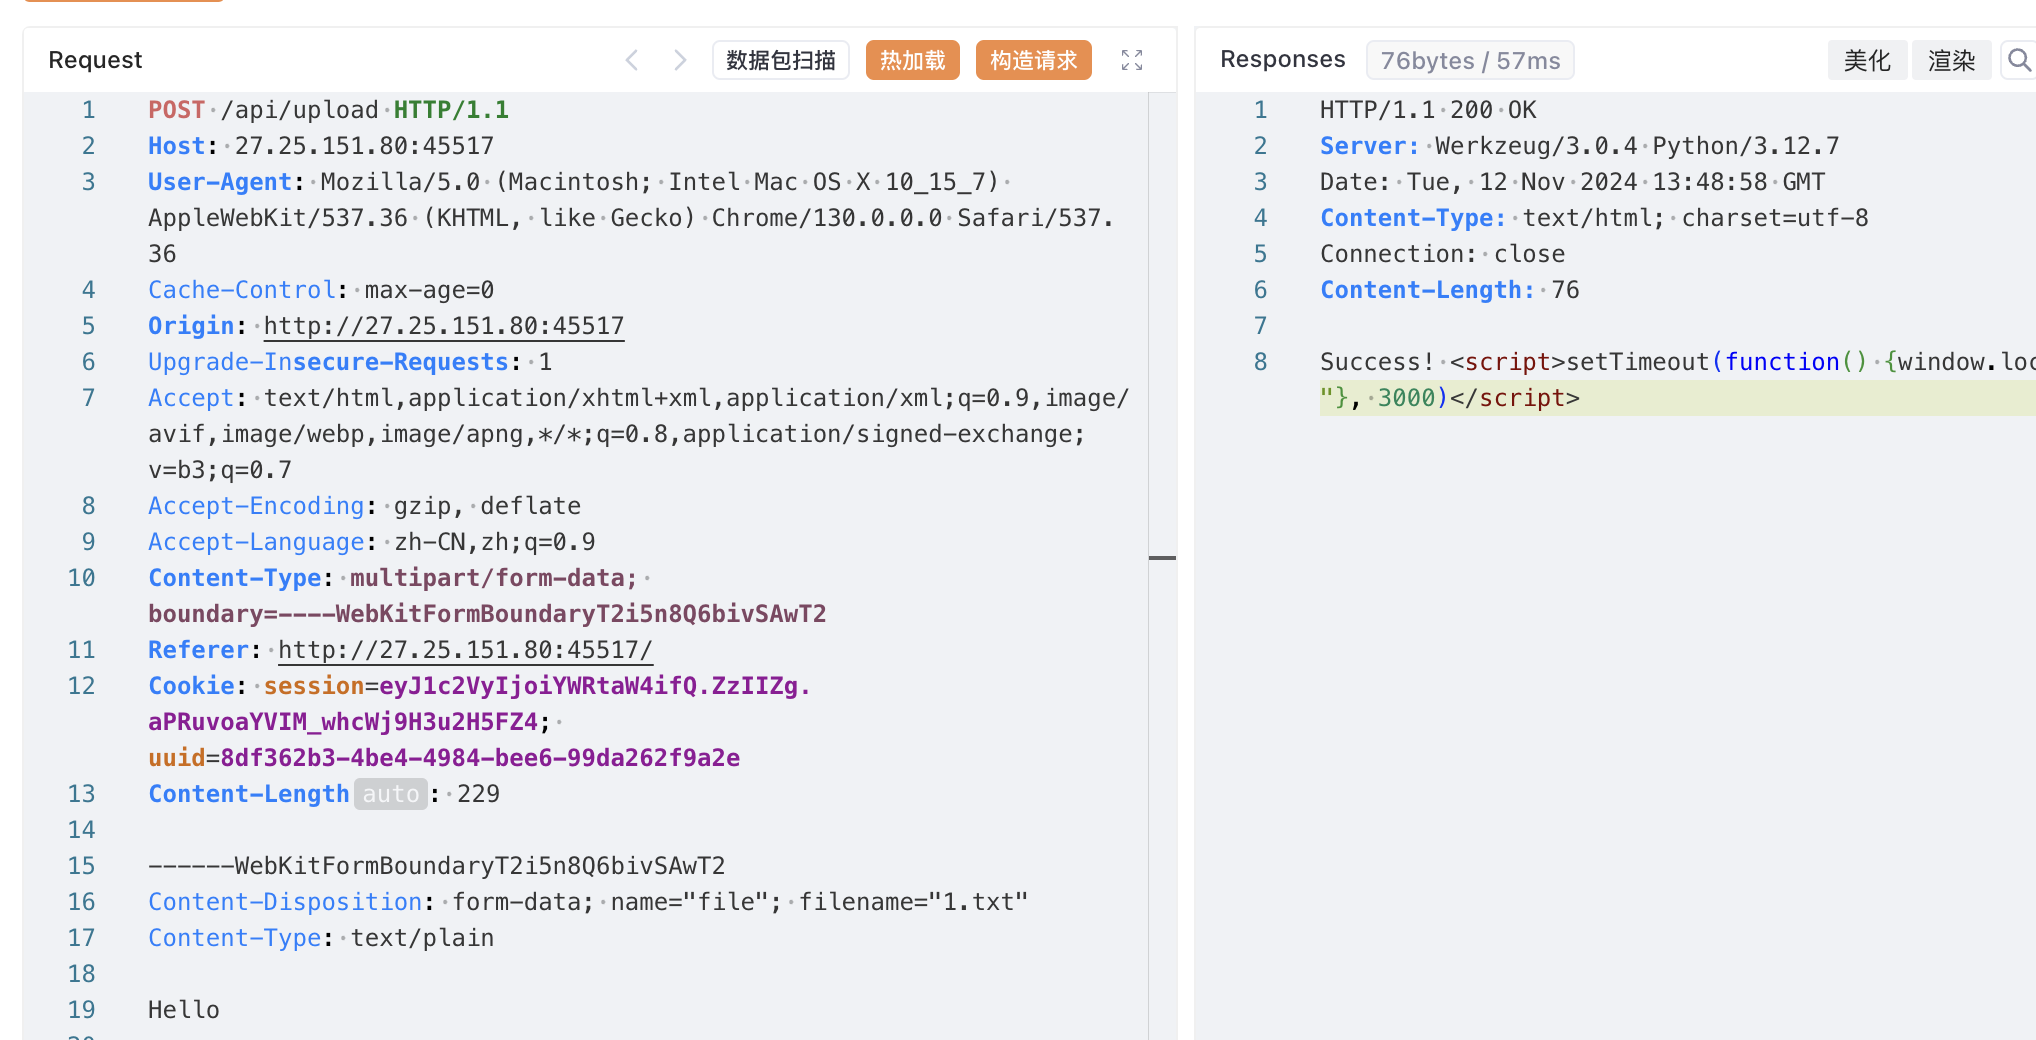 Request
数据包扫描
热加载
构造请求
1 POST /api/upload HTTP/1.1
2 Host: 27.25.151.80:45517
3 User-Agent: Mozilla/5.0 (Macintosh; Intel Mac OS X 10_15_7)
AppleWebKit/537.36 (KHTML, like Gecko) Chrome/130.0.0.0 Safari/537.
36
4 Cache-Control: max-age=0
5 Origin: http://27.25.151.80:45517
6 Upgrade-Insecure-Requests: 1
7 Accept: text/html,application/xhtml+xml,application/xml;q=0.9,image/
avif,image/webp,image/apng,*/*;q=0.8,application/signed-exchange;
v=b3;q=0.7
8 Accept-Encoding: gzip, deflate
9 Accept-Language: zh-CN,zh;q=0.9
10 Content-Type: multipart/form-data;
boundary=----WebKitFormBoundaryT2i5n8Q6bivSAwT2
11 Referer: http://27.25.151.80:45517/
12 Cookie: session=eyJ1c2VyIjoiYWRtaW4ifQ.ZzIIZg.
aPRuvoaYVIM_whcWj9H3u2H5FZ4;
uuid=8df362b3-4be4-4984-bee6-99da262f9a2e
13 Content-Length auto : 229
14
15 ------WebKitFormBoundaryT2i5n8Q6bivSAwT2
16 Content-Disposition: form-data; name="file"; filename="1.txt"
17 Content-Type: text/plain
18
19 Hello
Responses
76bytes / 57ms
美化
渲染
1 HTTP/1.1 200 OK
2 Server: Werkzeug/3.0.4 Python/3.12.7
3 Date: Tue, 12 Nov 2024 13:48:58 GMT
4 Content-Type: text/html; charset=utf-8
5 Connection: close
6 Content-Length: 76
7
8 Success! <script>setTimeout(function() {window.loc
"}, 3000)</script>